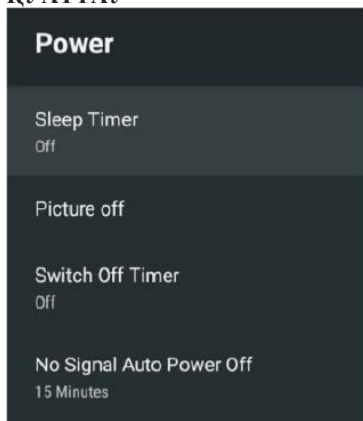 Power
Sleep Timer
Off
Picture off
Switch Off Timer
Off
No Signal Auto Power Off
15 Minutes